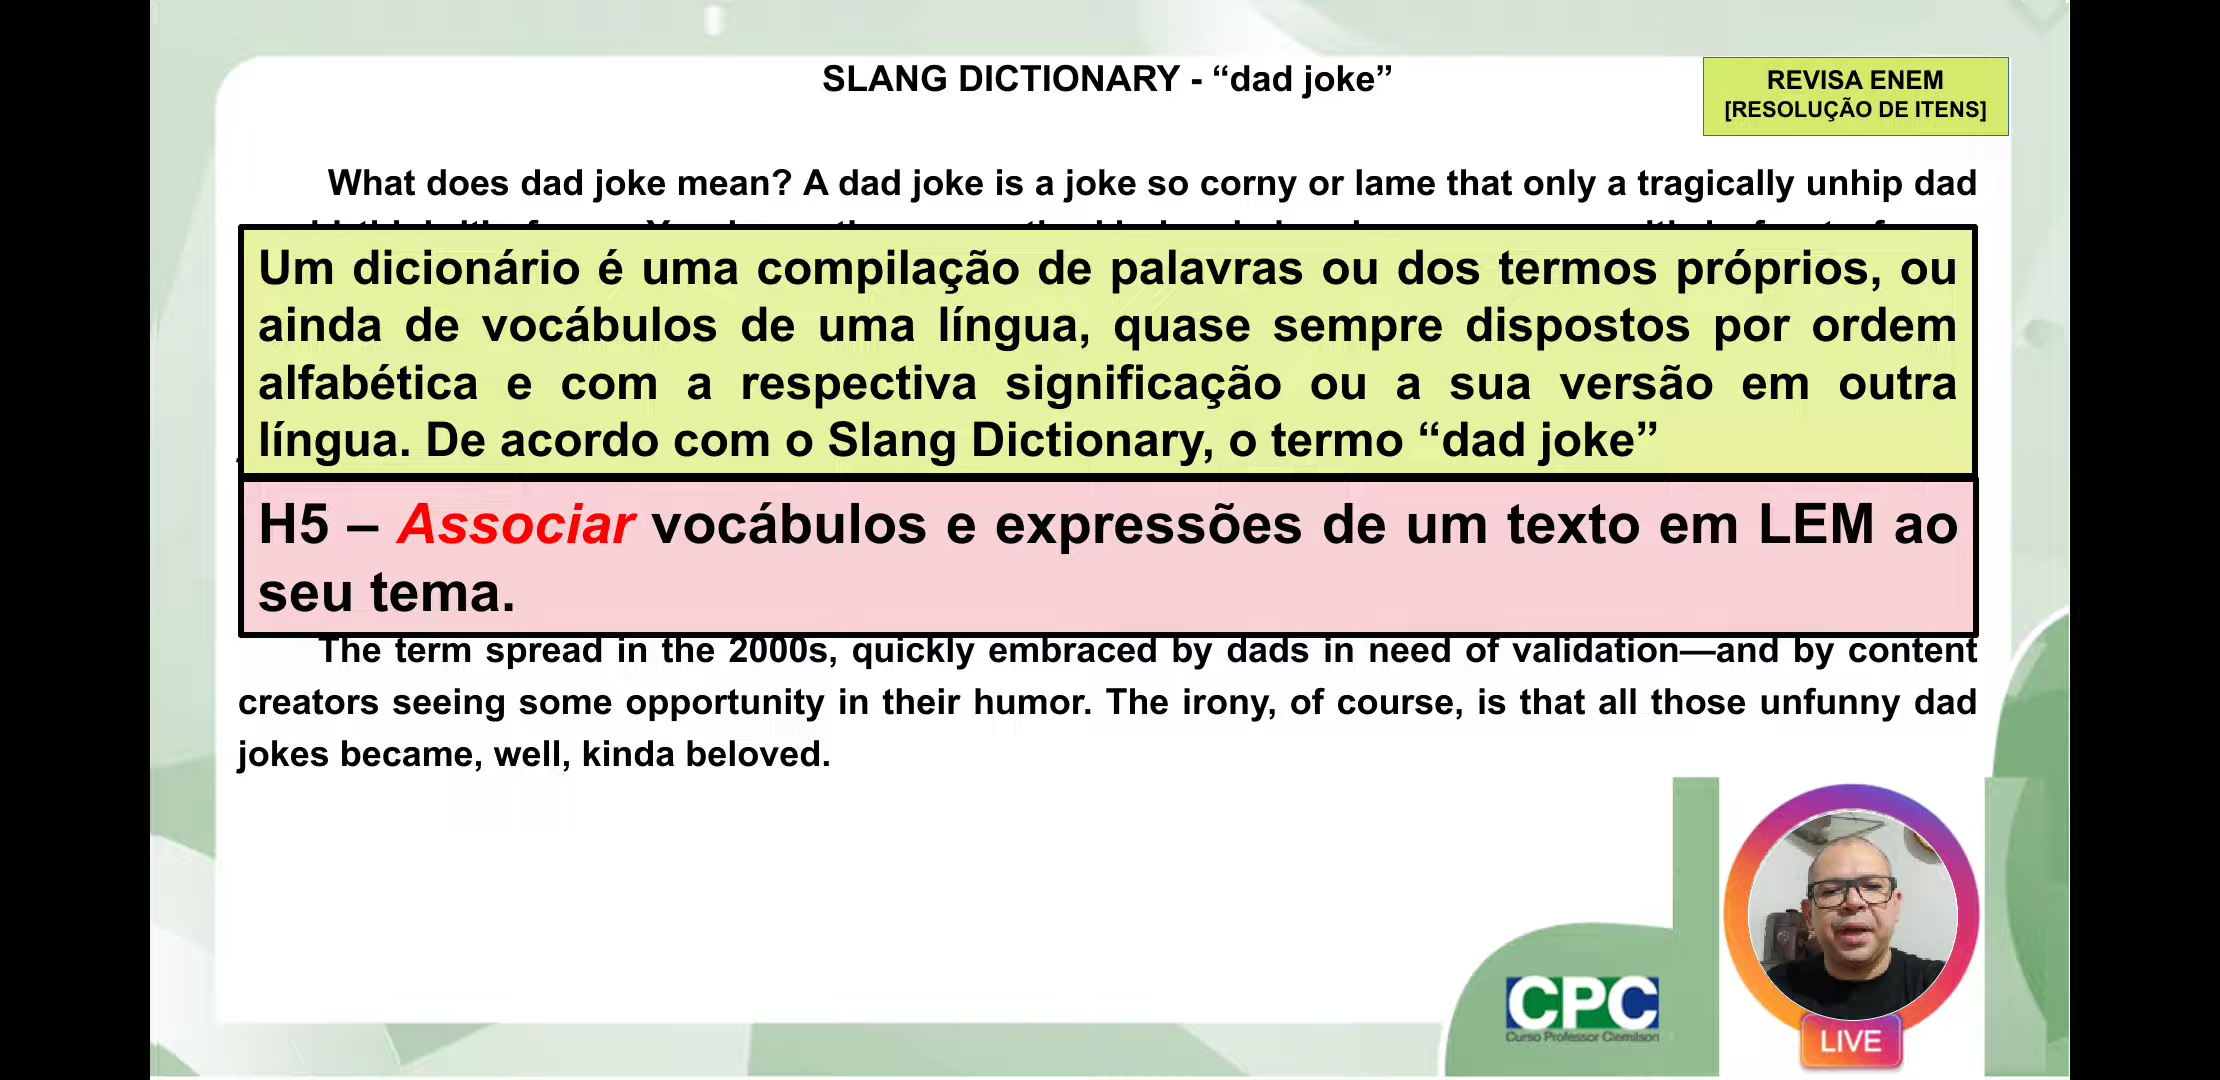 SLANG DICTIONARY - “dad joke”
REVISA ENEM
[RESOLUÇÃO DE ITENS]
What does dad joke mean? A dad joke is a joke so corny or lame that only a tragically unhip dad
Um dicionário é uma compilação de palavras ou dos termos próprios, ou
ainda de vocábulos de uma língua, quase sempre dispostos por ordem
alfabética e com a respectiva significação ou a sua versão em outra
língua. De acordo com o Slang Dictionary, o termo “dad joke”
H5 – Associar vocábulos e expressões de um texto em LEM ao
seu tema.
The term spread in the 2000s, quickly embraced by dads in need of validation—and by content
creators seeing some opportunity in their humor. The irony, of course, is that all those unfunny dad
jokes became, well, kinda beloved.
CPC
Curso Professor Clemilson
LIVE